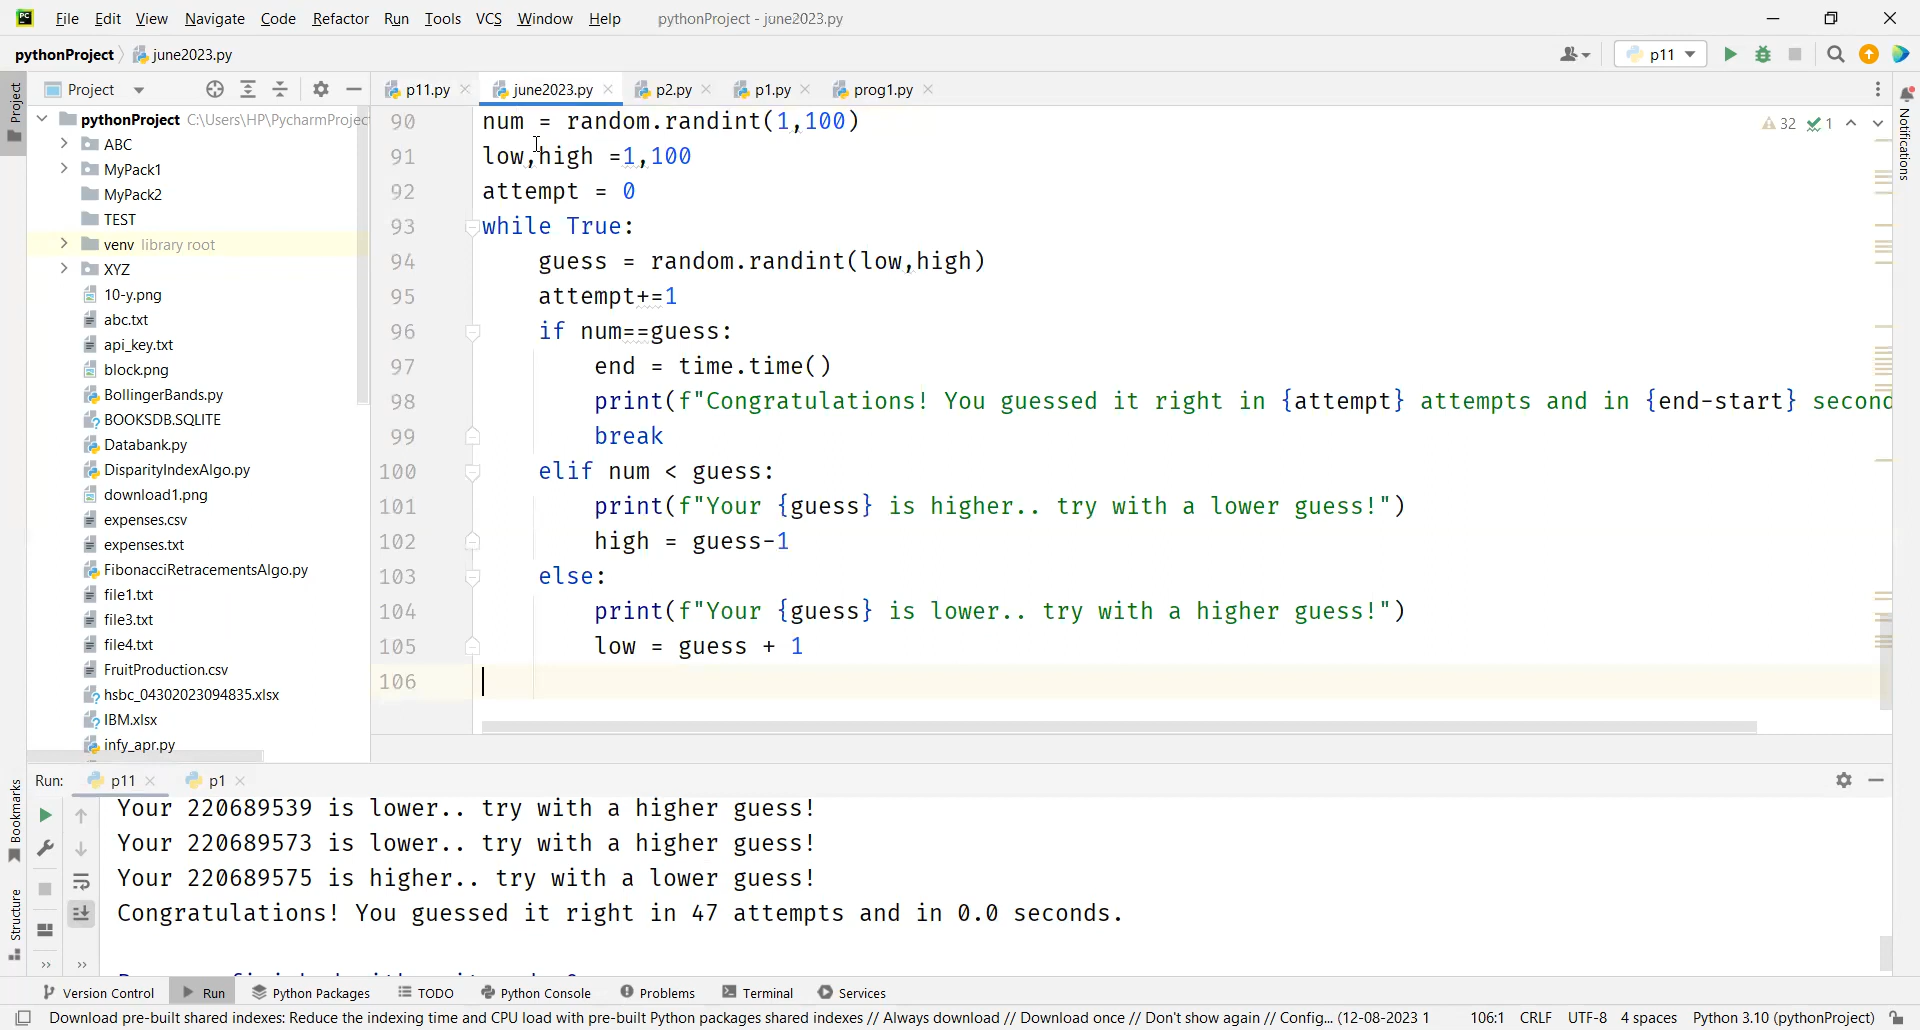 File Edit View Navigate Code Refactor Run Tools VCS Window Help pythonProject - june2023.py
pythonProject june2023.py p11
Project p11.py june2023.py p2.py p1.py prog1.py
pythonProject C:\Users\HP\PycharmProjec
ABC
MyPack1
MyPack2
TEST
venv library root
XYZ
10-y.png
abc.txt
api_key.txt
block.png
BollingerBands.py
BOOKSDB.SQLITE
Databank.py
DisparityIndexAlgo.py
download1.png
expenses.csv
expenses.txt
FibonacciRetracementsAlgo.py
file1.txt
file3.txt
file4.txt
FruitProduction.csv
hsbc_04302023094835.xlsx
IBM.xlsx
infy_apr.py
90 num = random.randint(1,100)
91 low,high =1,100
92 attempt = 0
93 while True:
94 guess = random.randint(low,high)
95 attempt+=1
96 if num==guess:
97 end = time.time()
98 print(f"Congratulations! You guessed it right in {attempt} attempts and in {end-start} second
99 break
100 elif num < guess:
101 print(f"Your {guess} is higher.. try with a lower guess!")
102 high = guess-1
103 else:
104 print(f"Your {guess} is lower.. try with a higher guess!")
105 low = guess + 1
106
32 1
Project
Bookmarks
Structure
Notifications
Run: p11 p1
Your 220689539 is lower.. try with a higher guess!
Your 220689573 is lower.. try with a higher guess!
Your 220689575 is higher.. try with a lower guess!
Congratulations! You guessed it right in 47 attempts and in 0.0 seconds.
Version Control Run Python Packages TODO Python Console Problems Terminal Services
Download pre-built shared indexes: Reduce the indexing time and CPU load with pre-built Python packages shared indexes // Always download // Download once // Don't show again // Config... (12-08-2023 1 106:1 CRLF UTF-8 4 spaces Python 3.10 (pythonProject)